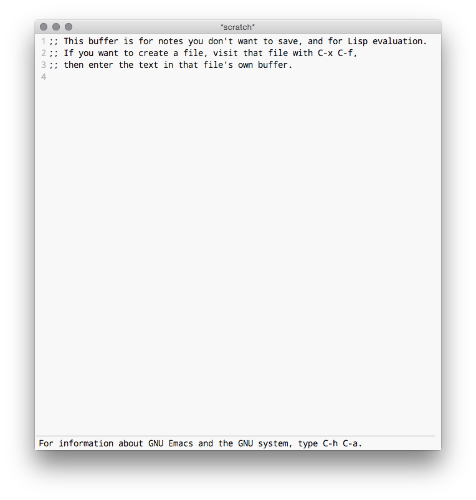 *scratch*
1 ;; This buffer is for notes you don't want to save, and for Lisp evaluation.
2 ;; If you want to create a file, visit that file with C-x C-f,
3 ;; then enter the text in that file's own buffer.
4
For information about GNU Emacs and the GNU system, type C-h C-a.